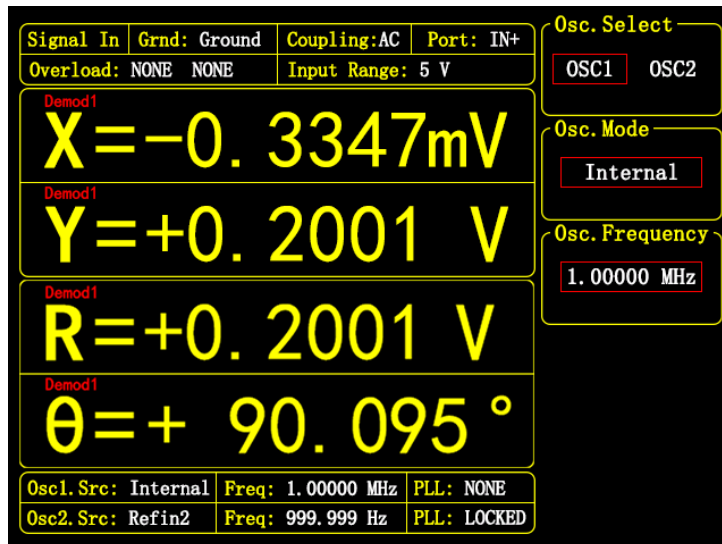 Signal In Grnd: Ground Coupling:AC Port: IN+
Overload: NONE NONE Input Range: 5 V
Demod1
X=-0.3347mV
Demod1
Y=+0.2001 V
Demod1
R=+0.2001 V
Demod1
θ=+ 90.095°
Osc1.Src: Internal Freq: 1.00000 MHz PLL: NONE
Osc2.Src: Refin2 Freq: 999.999 Hz PLL: LOCKED
Osc.Select
OSC1 OSC2
Osc.Mode
Internal
Osc.Frequency
1.00000 MHz